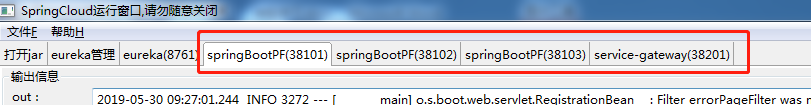 SpringCloud运行窗口,请勿随意关闭
文件(F) 帮助(H)
打开jar eureka管理 eureka(8761) springBootPF(38101) springBootPF(38102) springBootPF(38103) service-gateway(38201)
输出信息
out : 2019-05-30 09:27:01.244 INFO 3272 --- [ main] o.s.boot.web.servlet.RegistrationBean : Filter errorPageFilter was